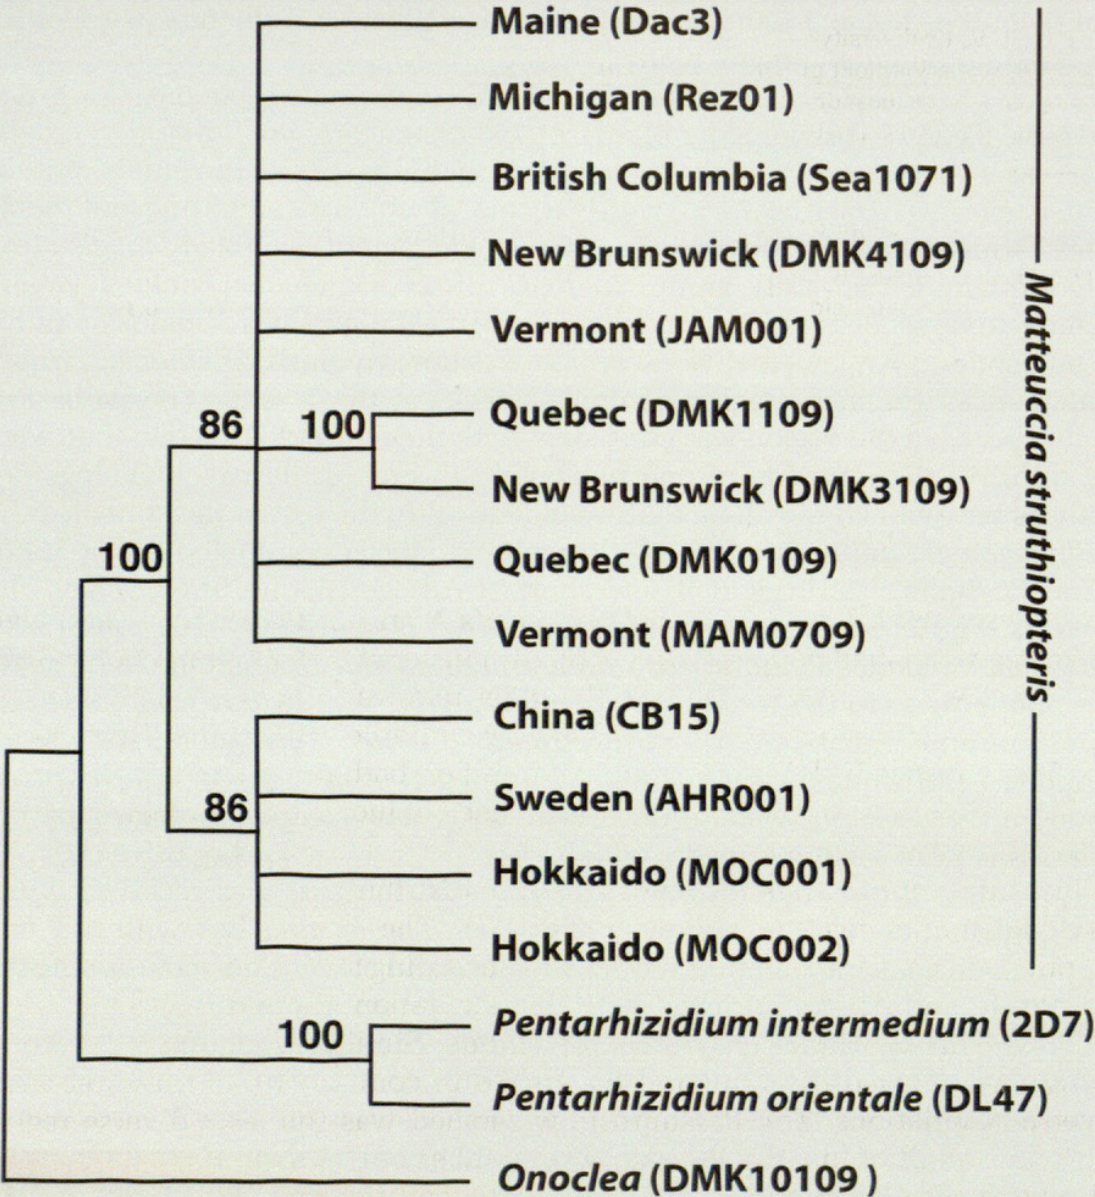 Maine (Dac3)
Michigan (Rez01)
British Columbia (Sea1071)
New Brunswick (DMK4109)
Vermont (JAM001)
86 100 Quebec (DMK1109)
New Brunswick (DMK3109)
100 Quebec (DMK0109)
Vermont (MAM0709)
China (CB15)
86 Sweden (AHR001)
Hokkaido (MOC001)
Hokkaido (MOC002)
Matteuccia struthiopteris
100 Pentarhizidium intermedium (2D7)
Pentarhizidium orientale (DL47)
Onoclea (DMK10109 )